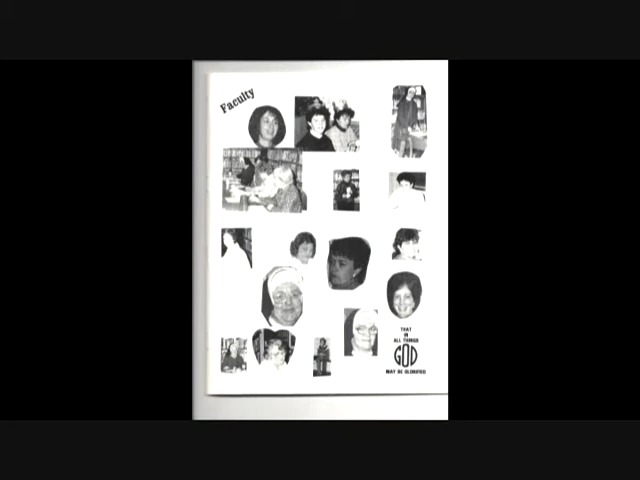 Faculty
THAT
IN
ALL THINGS
GOD
MAY BE GLORIFIED